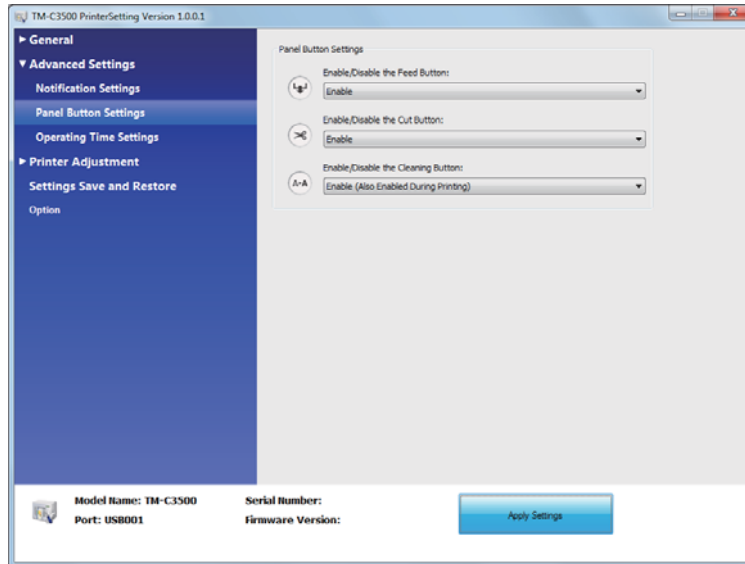 TM-C3500 PrinterSetting Version 1.0.0.1
General
Advanced Settings
Notification Settings
Panel Button Settings
Operating Time Settings
Printer Adjustment
Settings Save and Restore
Option
Panel Button Settings
Enable/Disable the Feed Button:
Enable
Enable/Disable the Cut Button:
Enable
Enable/Disable the Cleaning Button:
A-A
Enable (Also Enabled During Printing)
Model Name: TM-C3500
Port: USB001
Serial Number:
Firmware Version:
Apply Settings